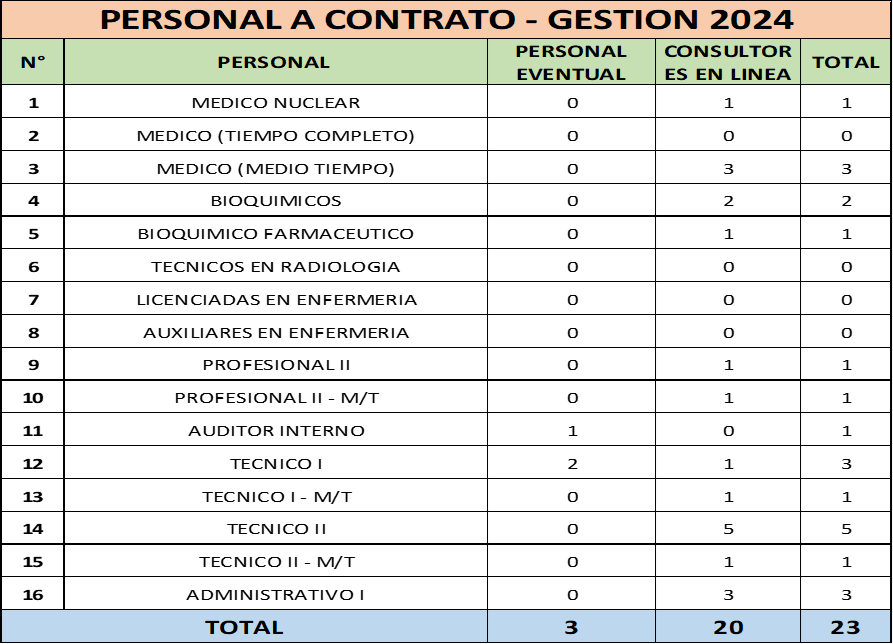 PERSONAL A CONTRATO - GESTION 2024
N° PERSONAL PERSONAL EVENTUAL CONSULTOR ES EN LINEA TOTAL
1 MEDICO NUCLEAR 0 1 1
2 MEDICO (TIEMPO COMPLETO) 0 0 0
3 MEDICO (MEDIO TIEMPO) 0 3 3
4 BIOQUIMICOS 0 2 2
5 BIOQUIMICO FARMACEUTICO 0 1 1
6 TECNICOS EN RADIOLOGIA 0 0 0
7 LICENCIADAS EN ENFERMERIA 0 0 0
8 AUXILIARES EN ENFERMERIA 0 0 0
9 PROFESIONAL II 0 1 1
10 PROFESIONAL II - M/T 0 1 1
11 AUDITOR INTERNO 1 0 1
12 TECNICO I 2 1 3
13 TECNICO I - M/T 0 1 1
14 TECNICO II 0 5 5
15 TECNICO II - M/T 0 1 1
16 ADMINISTRATIVO I 0 3 3
TOTAL 3 20 23